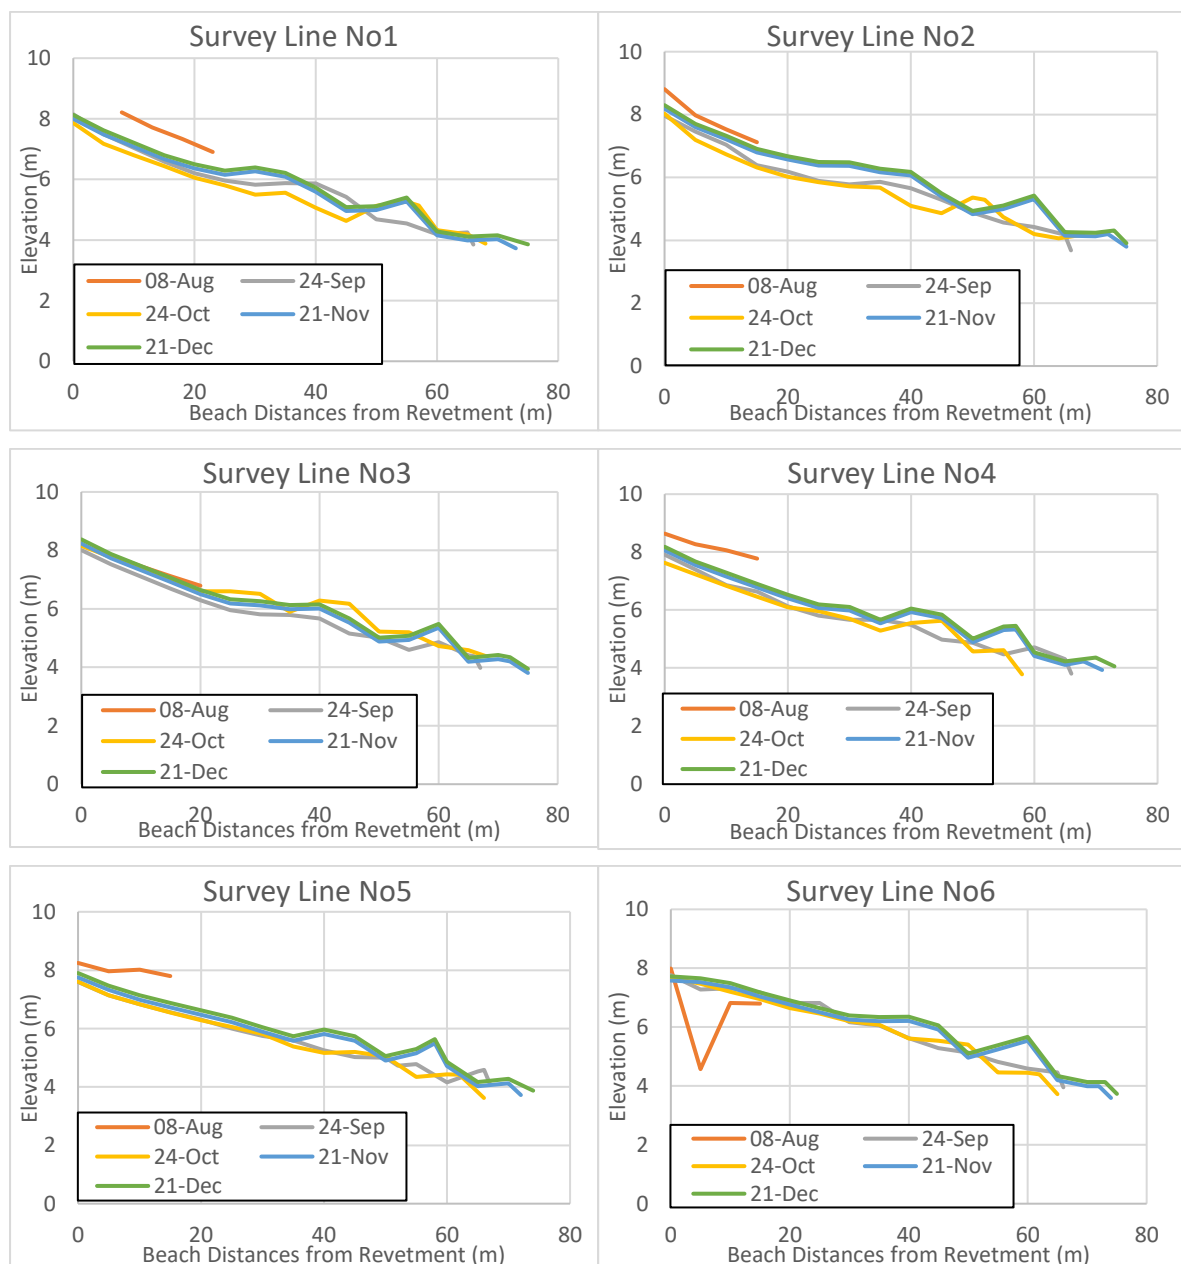 Survey Line No1
10
8
6
4
2
0
Elevation (m)
08-Aug
24-Sep
24-Oct
21-Nov
21-Dec
0 20 40 60 80
Beach Distances from Revetment (m)
Survey Line No2
10
8
6
4
2
0
Elevation (m)
08-Aug
24-Sep
24-Oct
21-Nov
21-Dec
0 20 40 60 80
Beach Distances from Revetment (m)
Survey Line No3
10
8
6
4
2
0
Elevation (m)
08-Aug
24-Sep
24-Oct
21-Nov
21-Dec
0 20 40 60 80
Beach Distances from Revetment (m)
Survey Line No4
10
8
6
4
2
0
Elevation (m)
08-Aug
24-Sep
24-Oct
21-Nov
21-Dec
0 20 40 60 80
Beach Distances from Revetment (m)
Survey Line No5
10
8
6
4
2
0
Elevation (m)
08-Aug
24-Sep
24-Oct
21-Nov
21-Dec
0 20 40 60 80
Beach Distances from Revetment (m)
Survey Line No6
10
8
6
4
2
0
Elevation (m)
08-Aug
24-Sep
24-Oct
21-Nov
21-Dec
0 20 40 60 80
Beach Distances from Revetment (m)